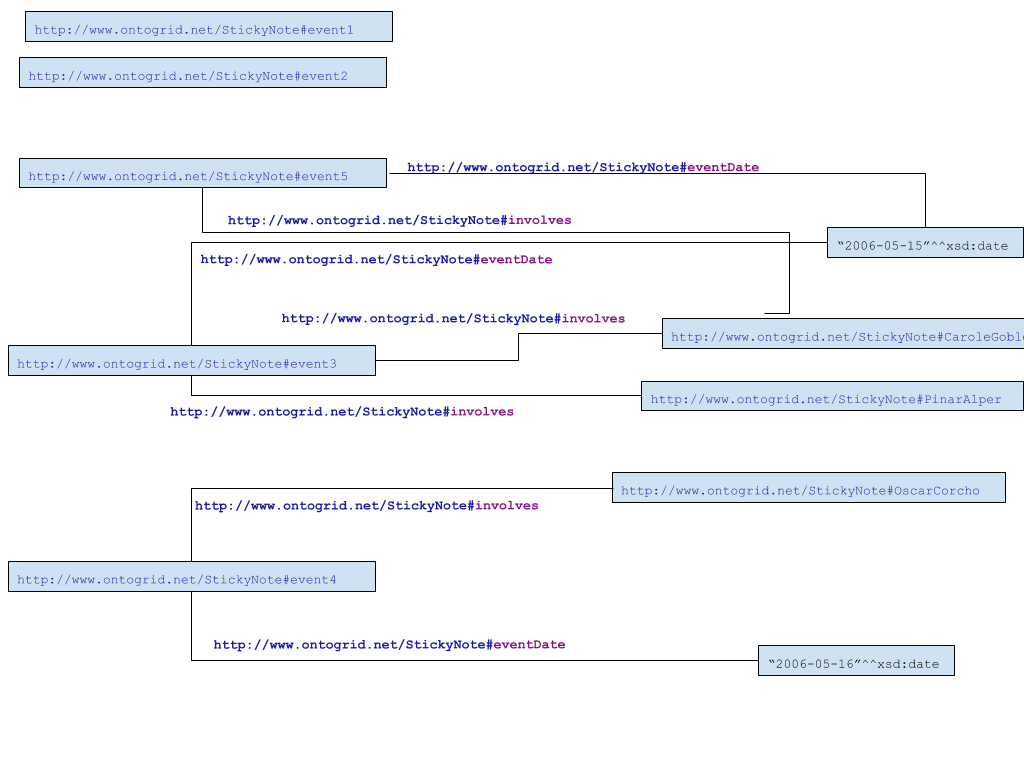 http://www.ontogrid.net/StickyNote#event1
http://www.ontogrid.net/StickyNote#event2
http://www.ontogrid.net/StickyNote#eventDate
http://www.ontogrid.net/StickyNote#event5
http://www.ontogrid.net/StickyNote#involves
“2006-05-15”^^xsd:date
http://www.ontogrid.net/StickyNote#eventDate
http://www.ontogrid.net/StickyNote#involves
http://www.ontogrid.net/StickyNote#CaroleGoble
http://www.ontogrid.net/StickyNote#event3
http://www.ontogrid.net/StickyNote#PinarAlper
http://www.ontogrid.net/StickyNote#involves
http://www.ontogrid.net/StickyNote#OscarCorcho
http://www.ontogrid.net/StickyNote#involves
http://www.ontogrid.net/StickyNote#event4
http://www.ontogrid.net/StickyNote#eventDate
“2006-05-16”^^xsd:date